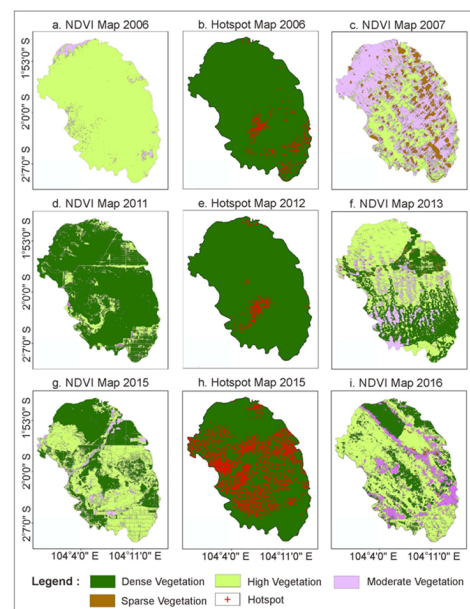 a. NDVI Map 2006
b. Hotspot Map 2006
c. NDVI Map 2007
1°53'0" S
2°0'0" S
2°7'0" S
d. NDVI Map 2011
e. Hotspot Map 2012
f. NDVI Map 2013
1°53'0" S
2°0'0" S
2°7'0" S
g. NDVI Map 2015
h. Hotspot Map 2015
i. NDVI Map 2016
1°53'0" S
2°0'0" S
2°7'0" S
104°4'0" E 104°11'0" E 104°4'0" E 104°11'0" E 104°4'0" E 104°11'0" E
Legend : Dense Vegetation High Vegetation Moderate Vegetation
Sparse Vegetation Hotspot